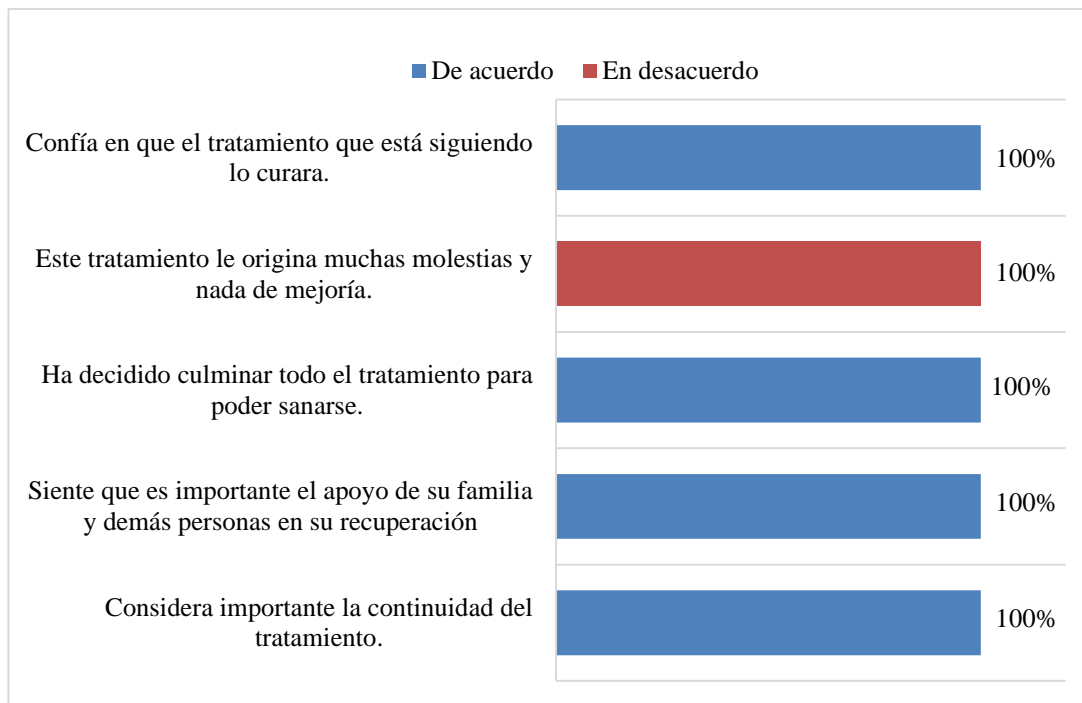 De acuerdo En desacuerdo
Confía en que el tratamiento que está siguiendo
lo curara.
100%
Este tratamiento le origina muchas molestias y
nada de mejoría.
100%
Ha decidido culminar todo el tratamiento para
poder sanarse.
100%
Siente que es importante el apoyo de su familia
y demás personas en su recuperación
100%
Considera importante la continuidad del
tratamiento.
100%